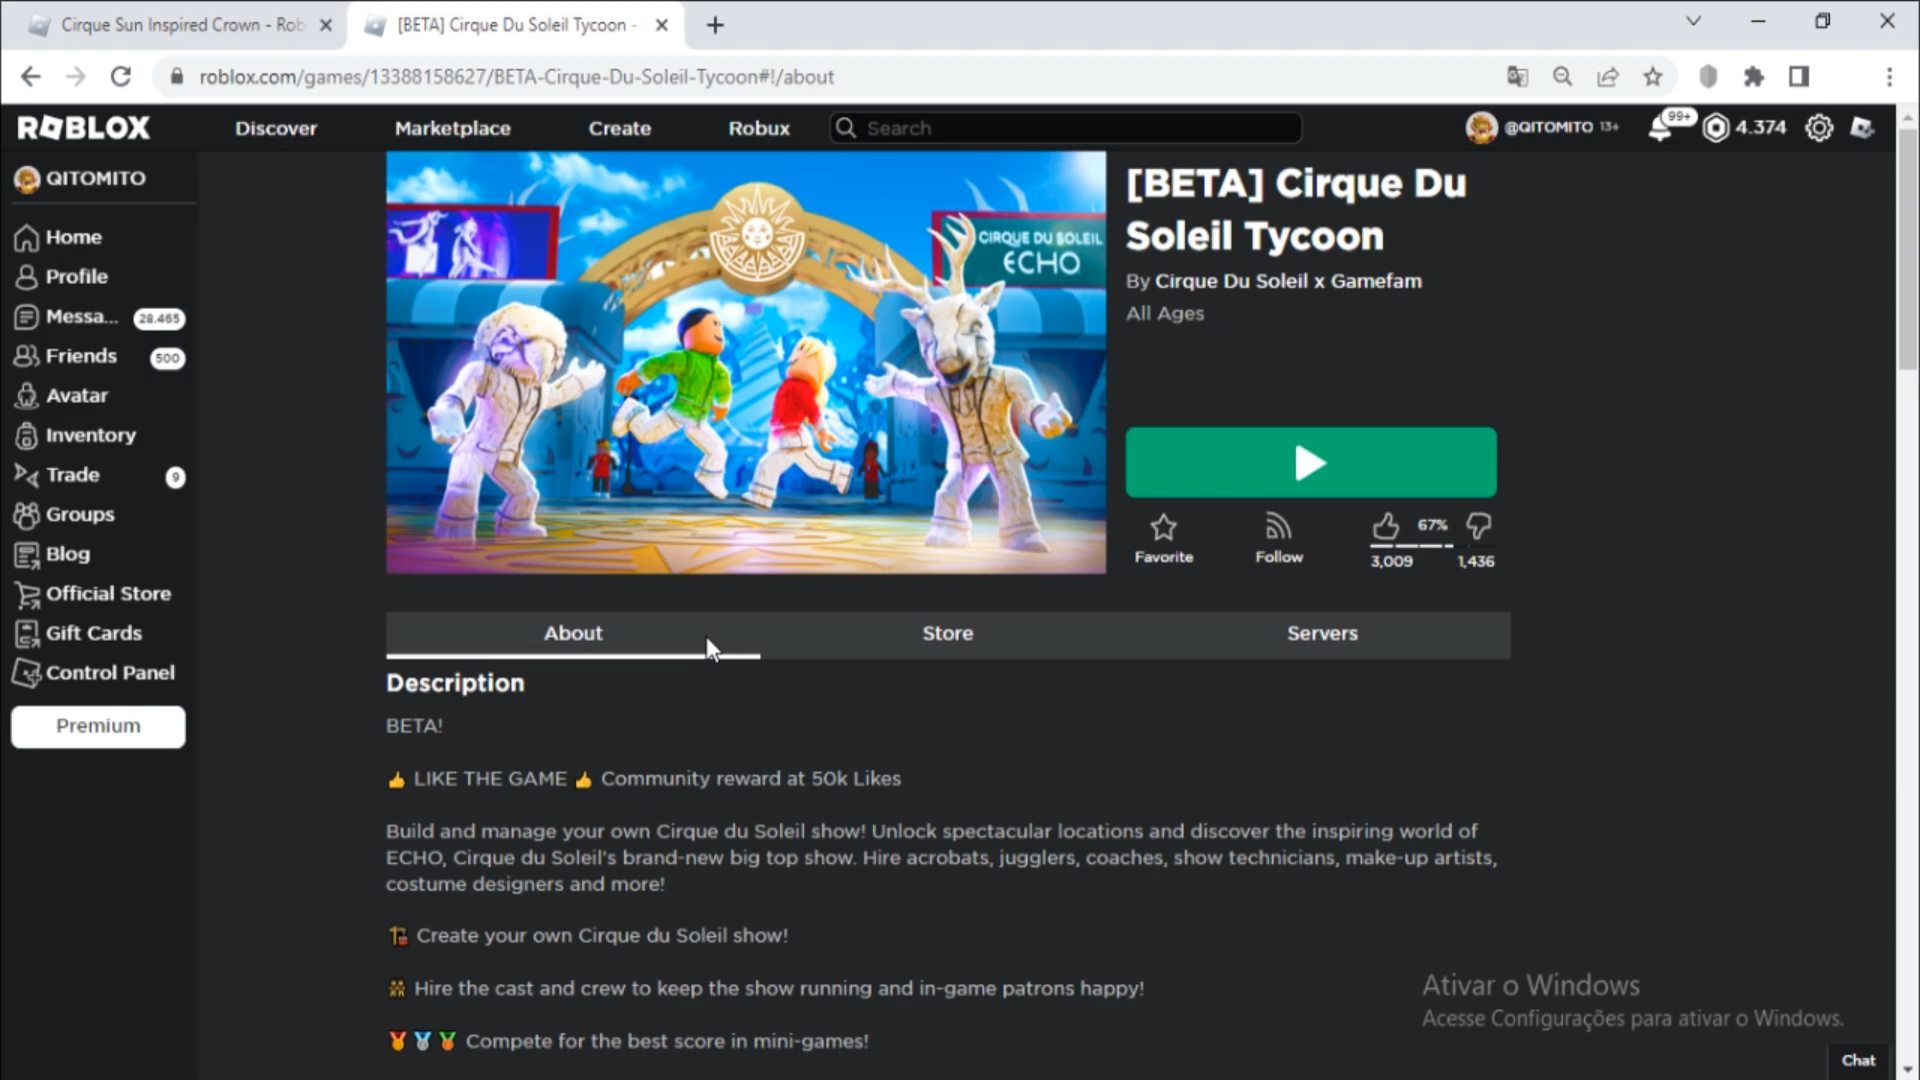 Cirque Sun Inspired Crown - Rob
[BETA] Cirque Du Soleil Tycoon -
roblox.com/games/13388158627/BETA-Cirque-Du-Soleil-Tycoon#!/about
ROBLOX
Discover
Marketplace
Create
Robux
Search
@QITOMITO 13+
99+
4.374
QITOMITO
Home
Profile
Messa... 28.465
Friends 500
Avatar
Inventory
Trade 9
Groups
Blog
Official Store
Gift Cards
Control Panel
Premium
CIRQUE DU SOLEIL
ECHO
[BETA] Cirque Du
Soleil Tycoon
By Cirque Du Soleil x Gamefam
All Ages
Favorite
Follow
67%
3,009
1,436
About
Store
Servers
Description
BETA!
👍 LIKE THE GAME 👍 Community reward at 50k Likes
Build and manage your own Cirque du Soleil show! Unlock spectacular locations and discover the inspiring world of
ECHO, Cirque du Soleil's brand-new big top show. Hire acrobats, jugglers, coaches, show technicians, make-up artists,
costume designers and more!
🏗 Create your own Cirque du Soleil show!
Hire the cast and crew to keep the show running and in-game patrons happy!
🥇 🥈 🥉 Compete for the best score in mini-games!
Ativar o Windows
Acesse Configurações para ativar o Windows.
Chat